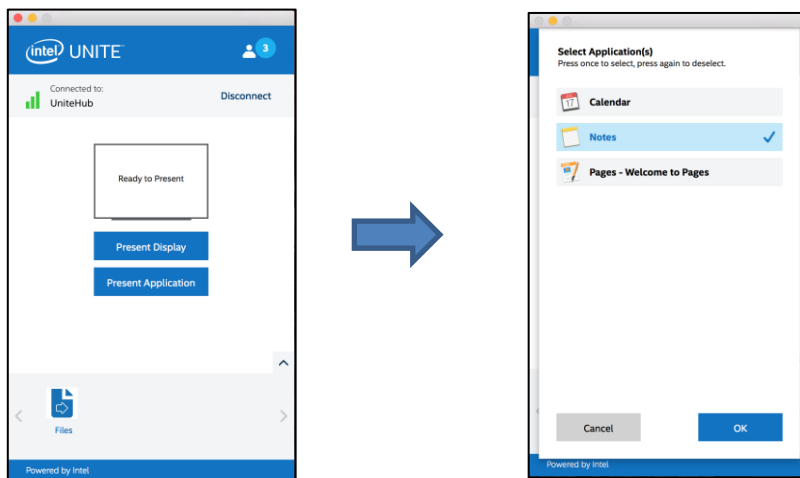 intel UNITE™
3
Connected to:
UniteHub
Disconnect
Ready to Present
Present Display
Present Application
Files
Powered by Intel
Select Application(s)
Press once to select, press again to deselect.
17
Calendar
Notes
Pages - Welcome to Pages
Cancel
OK
Powered by Intel